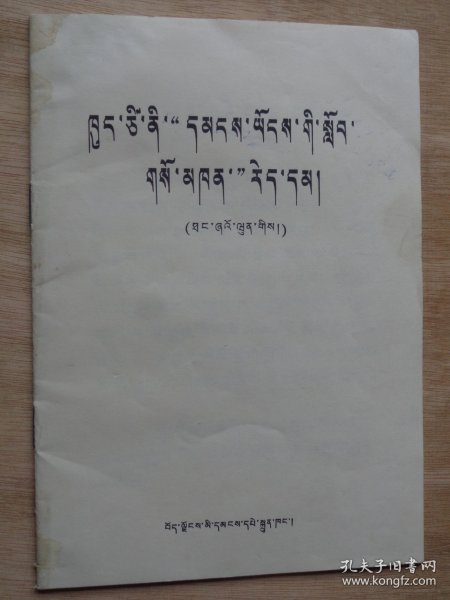 ཁུང་ཙི་ནི་“དམངས་ཡོངས་ཀྱི་སློབ་
གསོ་མཁན་”རེད་དམ།
(ཐང་ཞའོ་ལུན་གིས།)
བོད་ལྗོངས་མི་དམངས་དཔེ་སྐྲུན་ཁང་།
孔夫子旧书网
www.kongfz.com